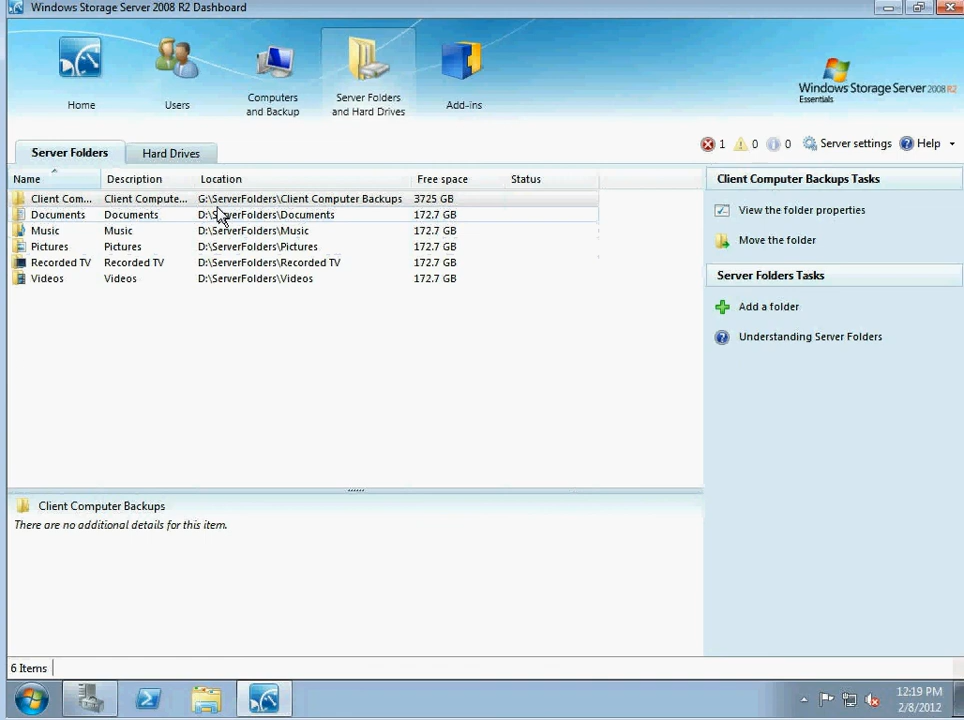 Windows Storage Server 2008 R2 Dashboard
Home
Users
Computers
and Backup
Server Folders
and Hard Drives
Add-ins
Windows Storage Server 2008 R2
Essentials
Server Folders
Hard Drives
1 0 0 Server settings Help
Name Description Location Free space Status
Client Com... Client Compute... G:\ServerFolders\Client Computer Backups 3725 GB
Documents Documents D:\ServerFolders\Documents 172.7 GB
Music Music D:\ServerFolders\Music 172.7 GB
Pictures Pictures D:\ServerFolders\Pictures 172.7 GB
Recorded TV Recorded TV D:\ServerFolders\Recorded TV 172.7 GB
Videos Videos D:\ServerFolders\Videos 172.7 GB
Client Computer Backups Tasks
View the folder properties
Move the folder
Server Folders Tasks
Add a folder
Understanding Server Folders
Client Computer Backups
There are no additional details for this item.
6 Items
12:19 PM
2/8/2012